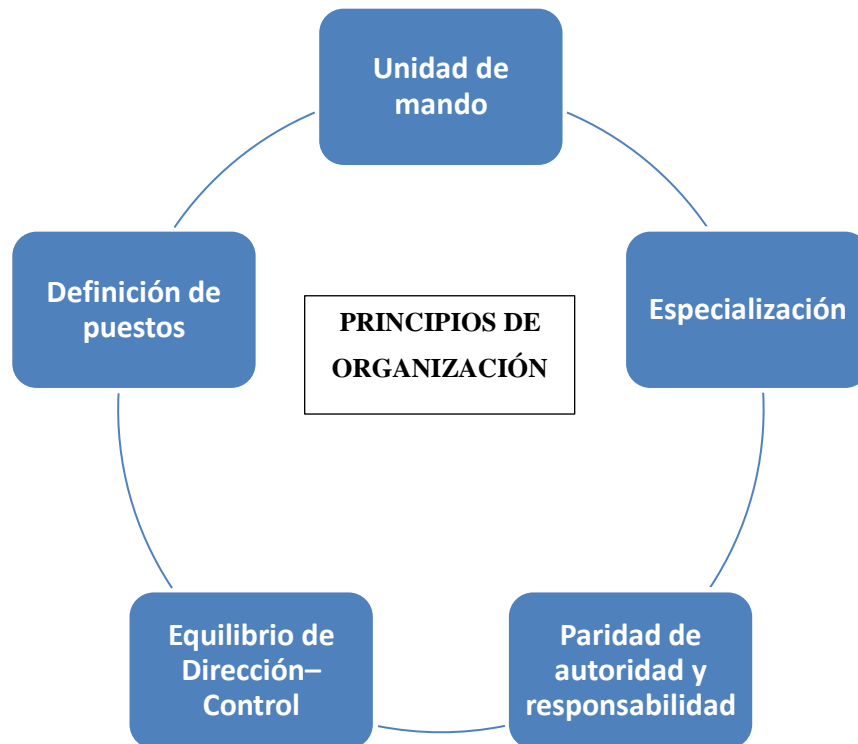 Unidad de
mando
Especialización
Paridad de
autoridad y
responsabilidad
Equilibrio de
Dirección–
Control
Definición de
puestos
PRINCIPIOS DE
ORGANIZACIÓN